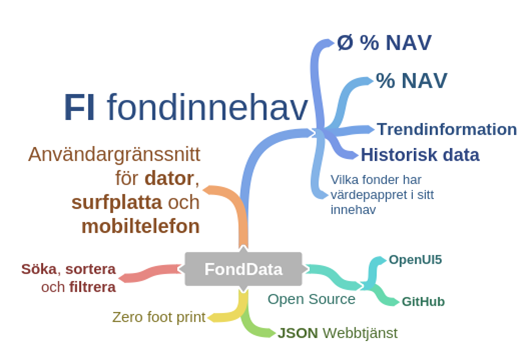 Ø % NAV
% NAV
FI fondinnehav
Trendinformation
Historisk data
Vilka fonder har
värdepappret i sitt
innehav
Användargränssnitt
för dator,
surfplatta och
mobiltelefon
FondData
Söka, sortera
och filtrera
OpenUI5
Open Source
GitHub
Zero foot print
JSON Webbtjänst